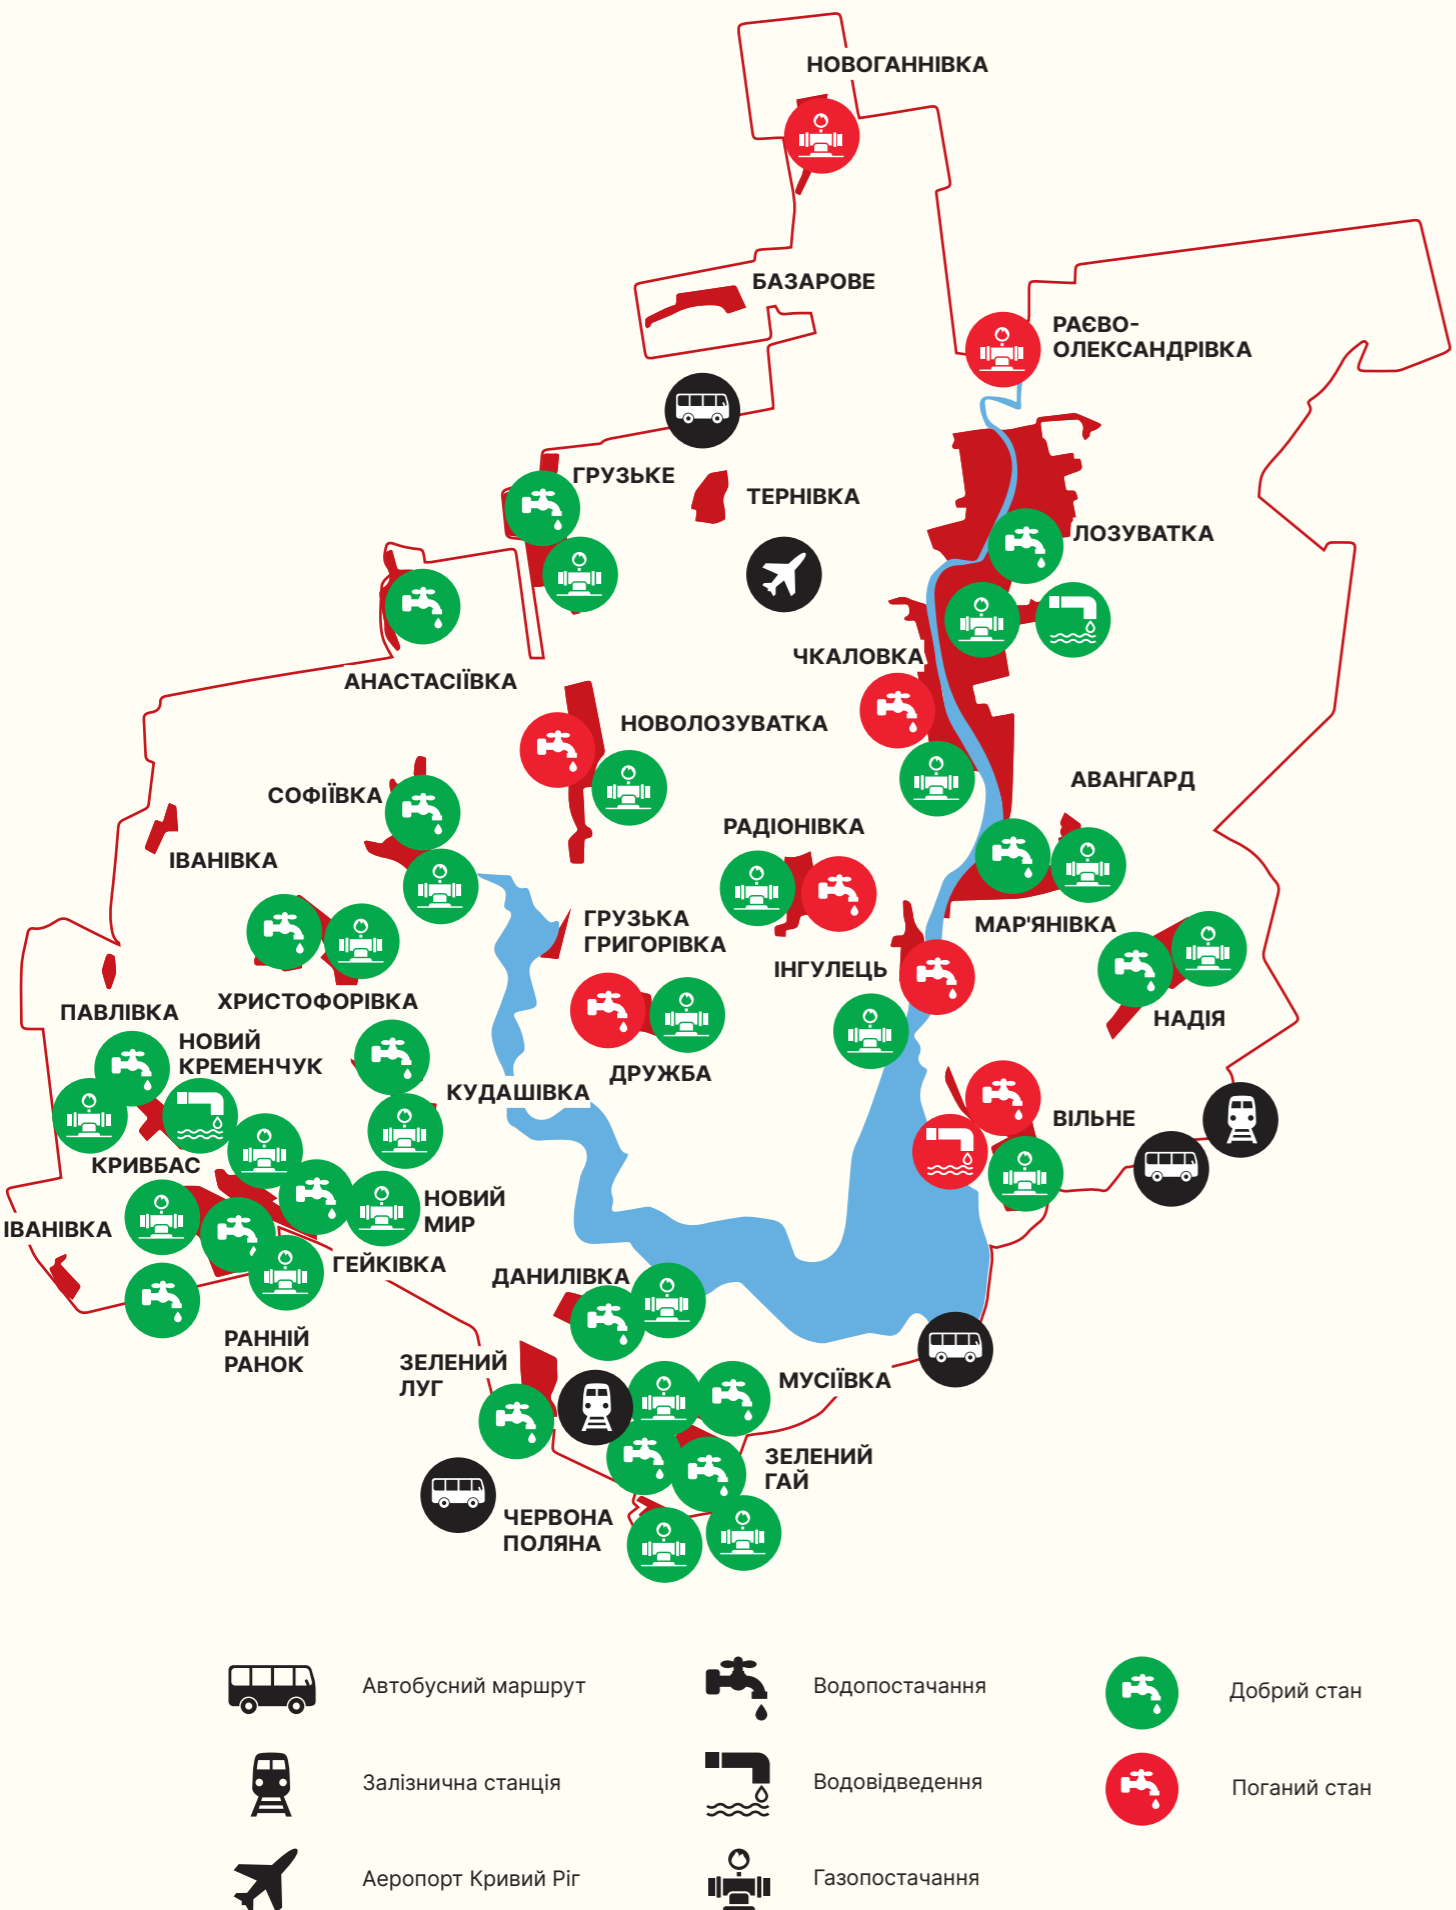 НОВОГАННІВКА
БАЗАРОВЕ
РАЄВО-
ОЛЕКСАНДРІВКА
ГРУЗЬКЕ
ТЕРНІВКА
ЛОЗУВАТКА
ЧКАЛОВКА
АНАСТАСІЇВКА
НОВОЛОЗУВАТКА
АВАНГАРД
СОФІЇВКА
РАДІОНІВКА
ІВАНІВКА
ГРУЗЬКА
ГРИГОРІВКА
МАР'ЯНІВКА
ІНГУЛЕЦЬ
ХРИСТОФОРІВКА
ПАВЛІВКА
НАДІЯ
НОВИЙ
КРЕМЕНЧУК
ДРУЖБА
КУДАШІВКА
ВІЛЬНЕ
КРИВБАС
НОВИЙ
МИР
ІВАНІВКА
ГЕЙКІВКА
ДАНИЛІВКА
РАННІЙ
РАНОК
ЗЕЛЕНИЙ
ЛУГ
МУСІЇВКА
ЗЕЛЕНИЙ
ГАЙ
ЧЕРВОНА
ПОЛЯНА
Автобусний маршрут
Водопостачання
Добрий стан
Залізнична станція
Водовідведення
Поганий стан
Аеропорт Кривий Ріг
Газопостачання